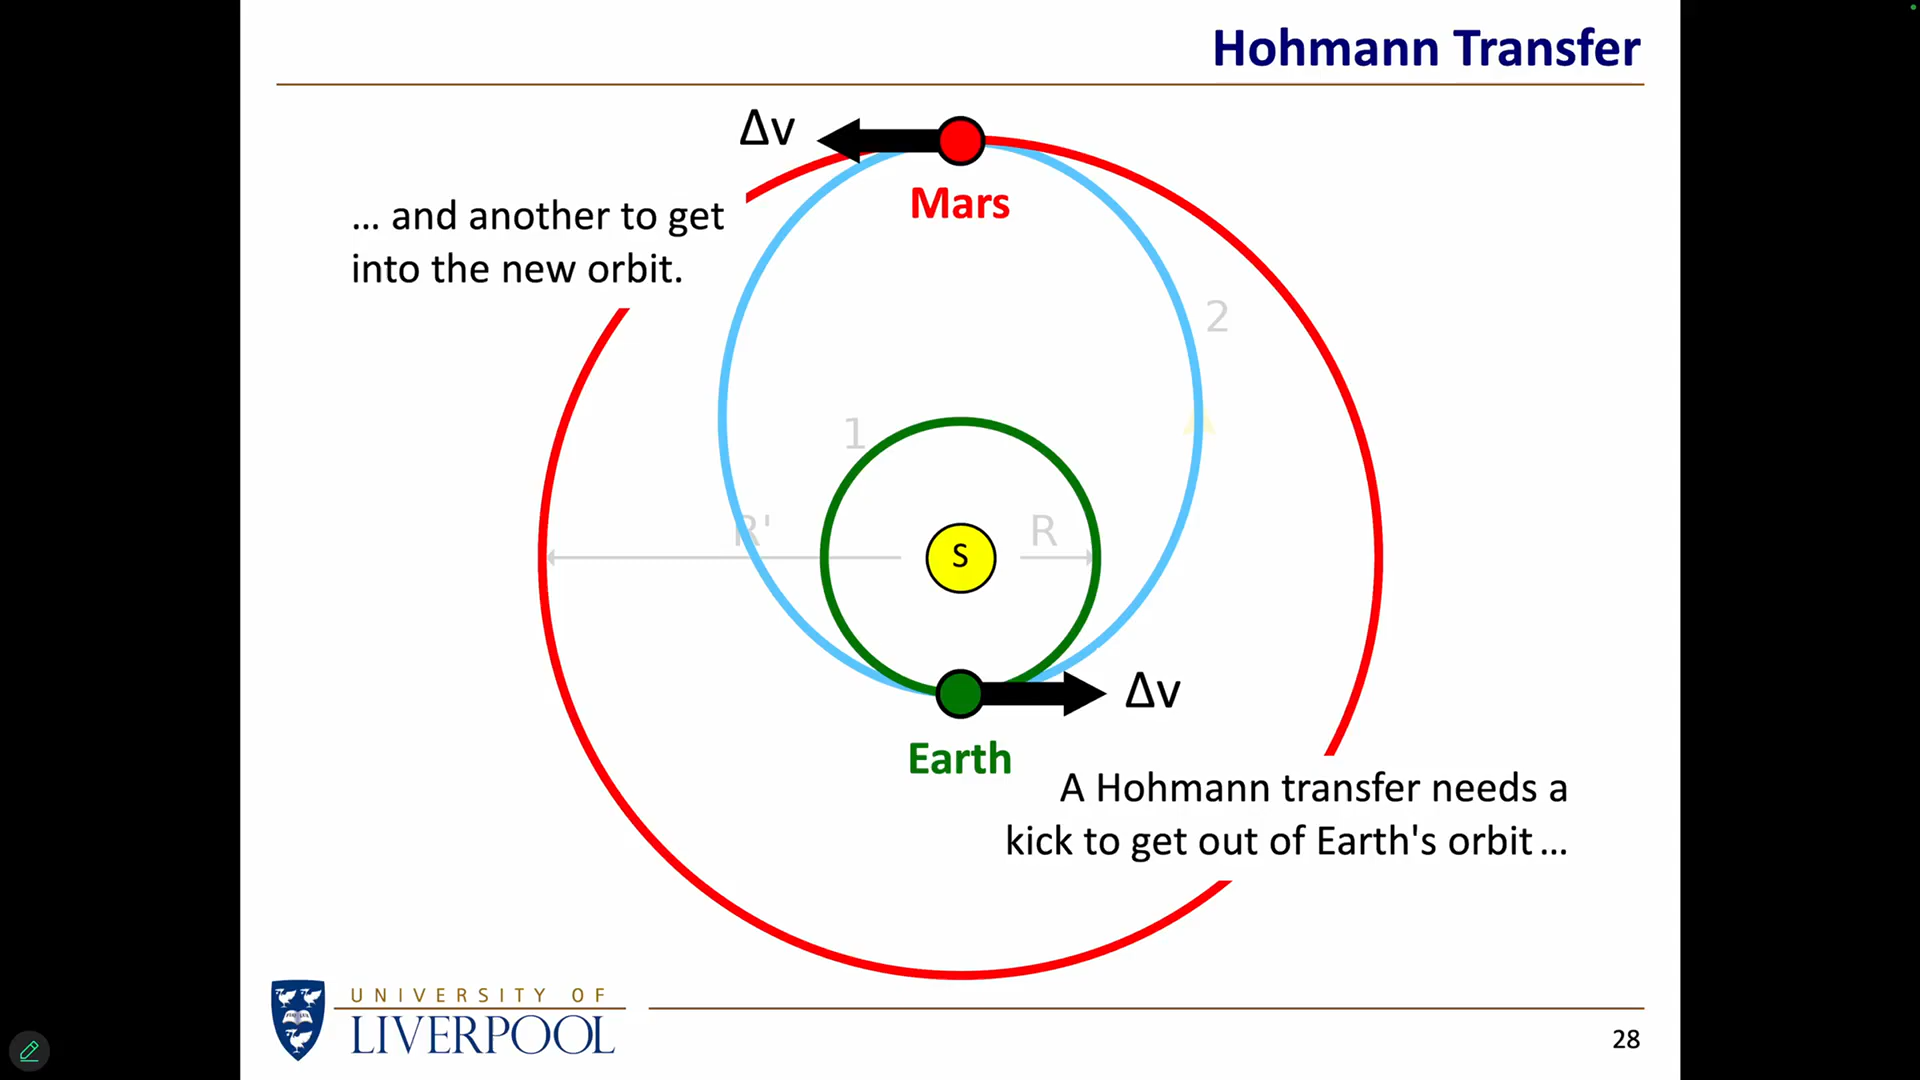 Hohmann Transfer
Δv
Mars
… and another to get
into the new orbit.
2
1
R'
R
S
Δv
Earth
A Hohmann transfer needs a
kick to get out of Earth's orbit …
UNIVERSITY OF
LIVERPOOL
28